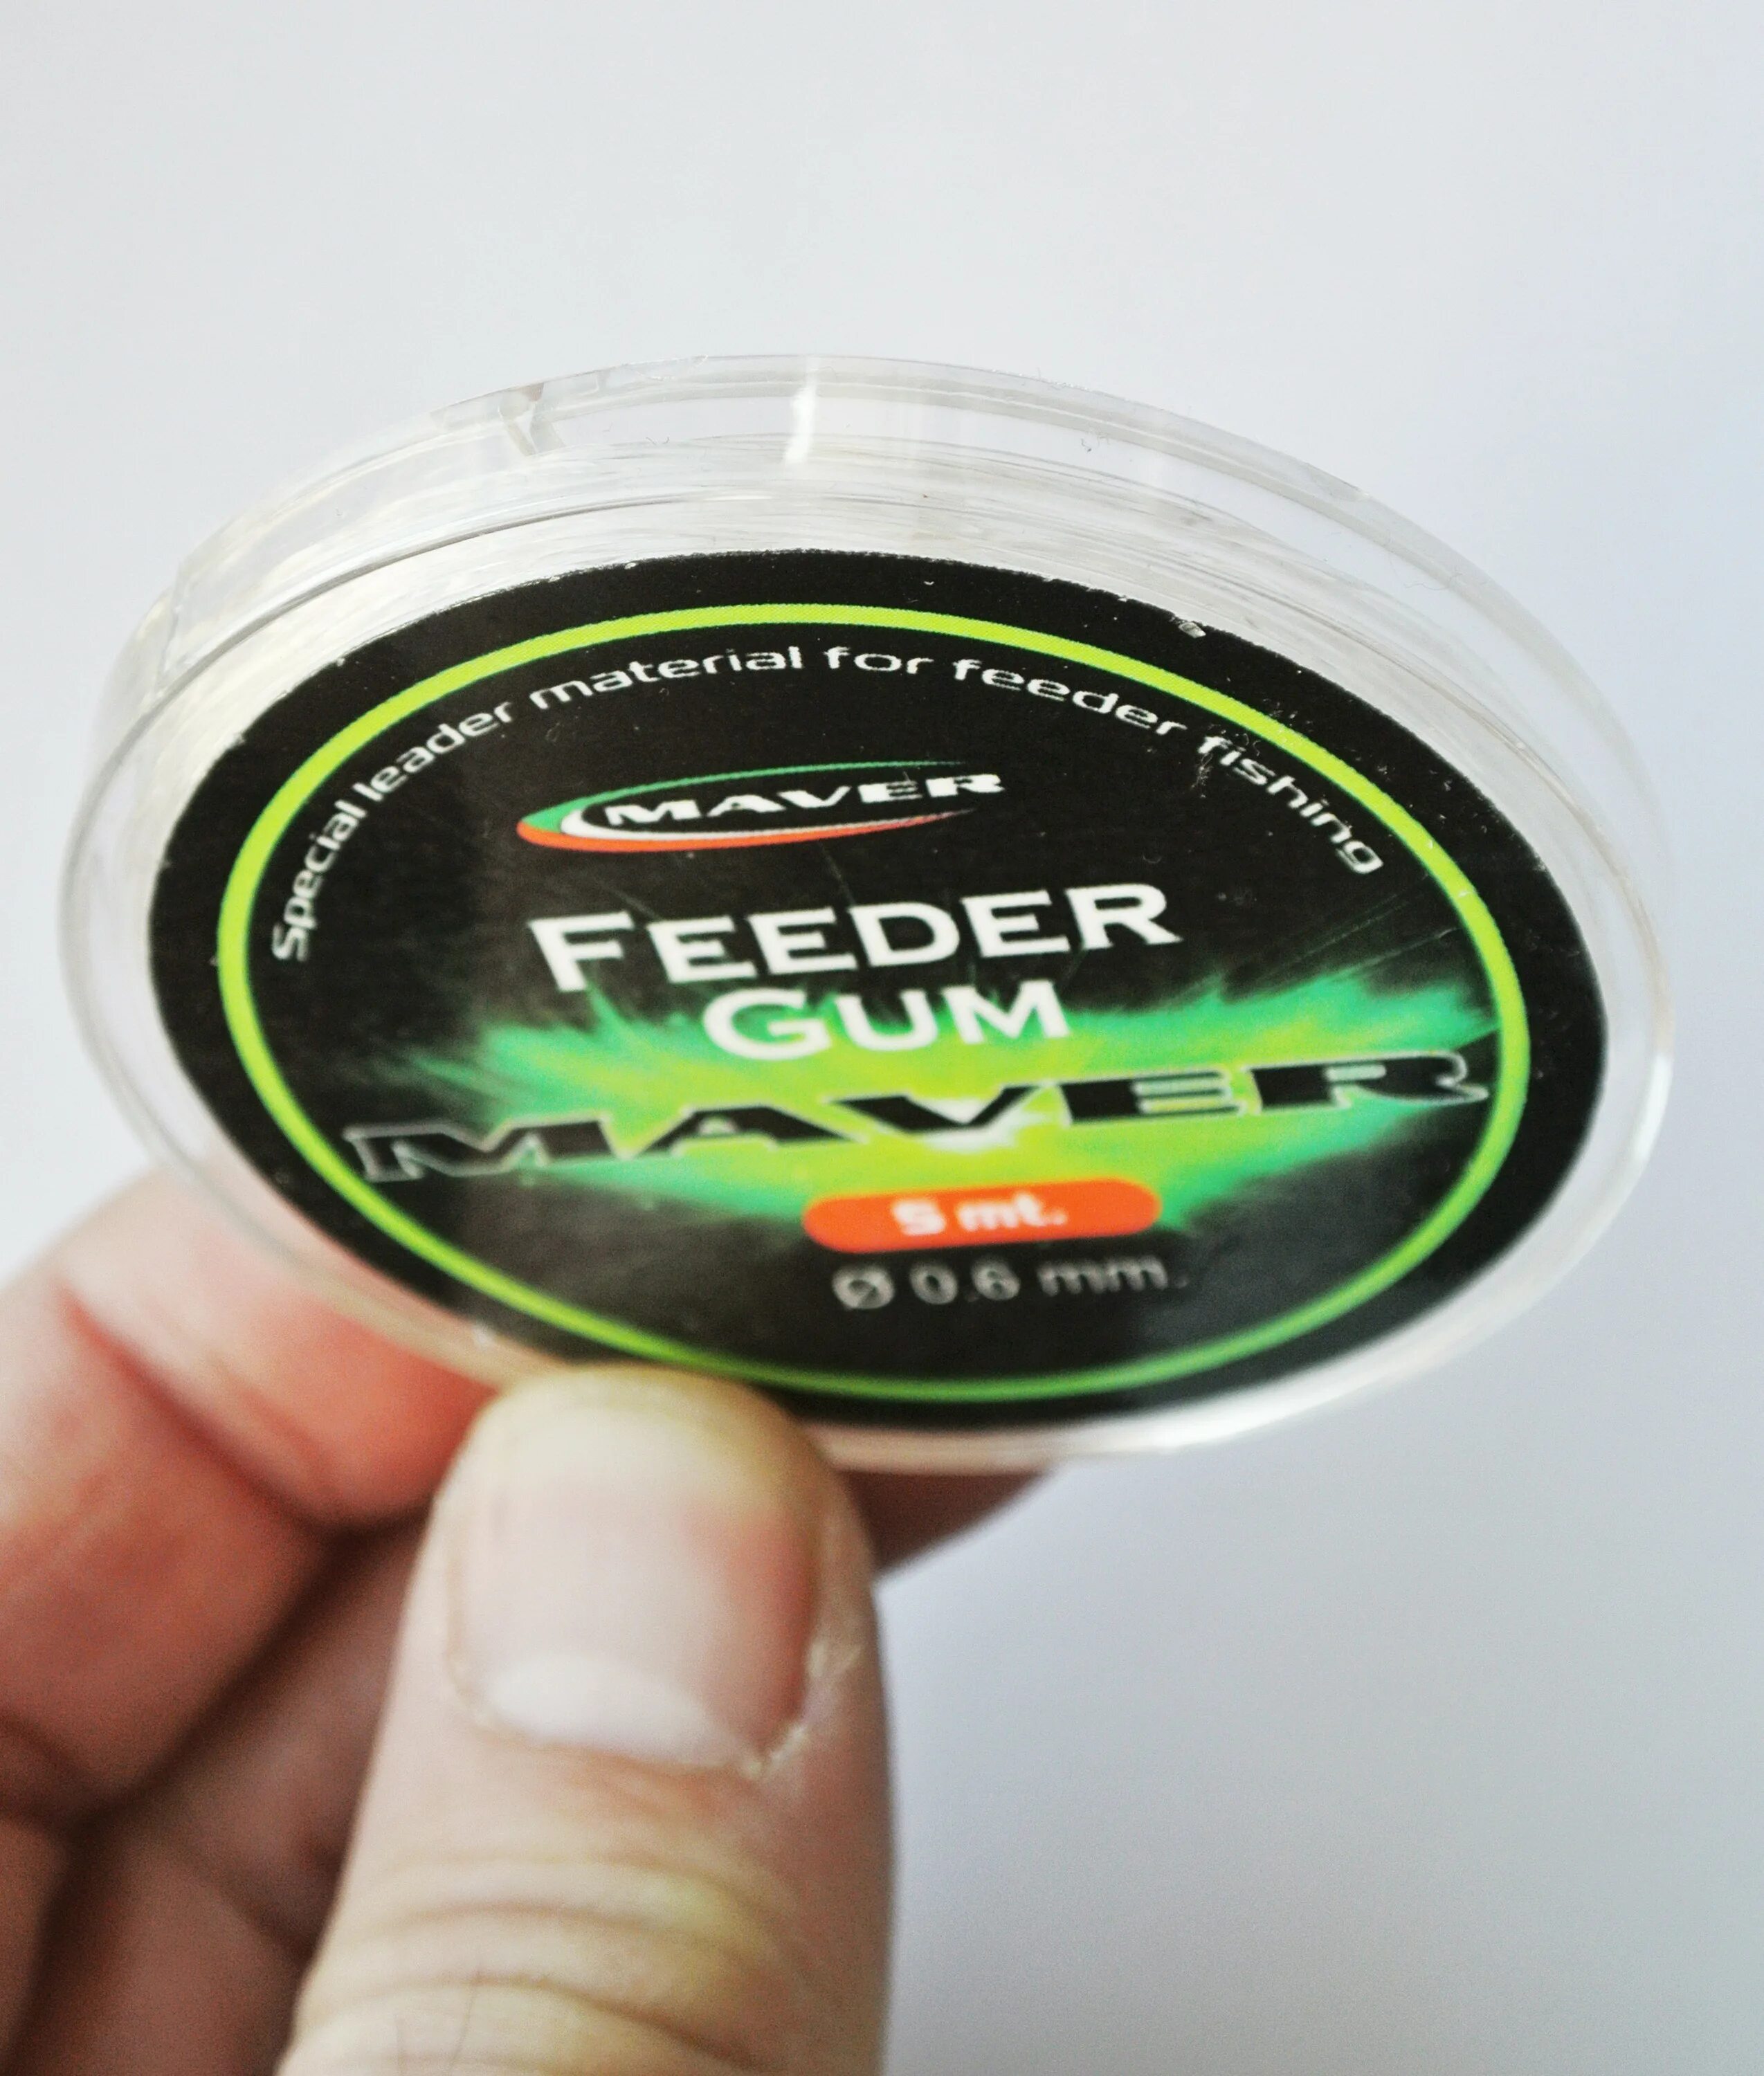 Special leader material for feeder fishing
MAVER
FEEDER
GUM
MAVER
5 mt.
Ø 0.6 mm.